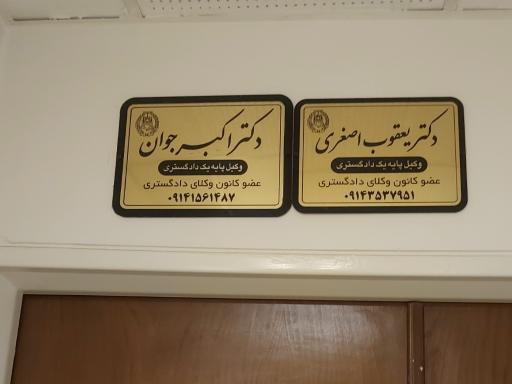 دکتر یعقوب اصغری
وکیل پایه یک دادگستری
عضو کانون وکلای دادگستری
۰۹۱۴۳۵۳۷۹۵۱
دکتر اکبر جوان
وکیل پایه یک دادگستری
عضو کانون وکلای دادگستری
۰۹۱۴۱۵۶۱۴۸۷